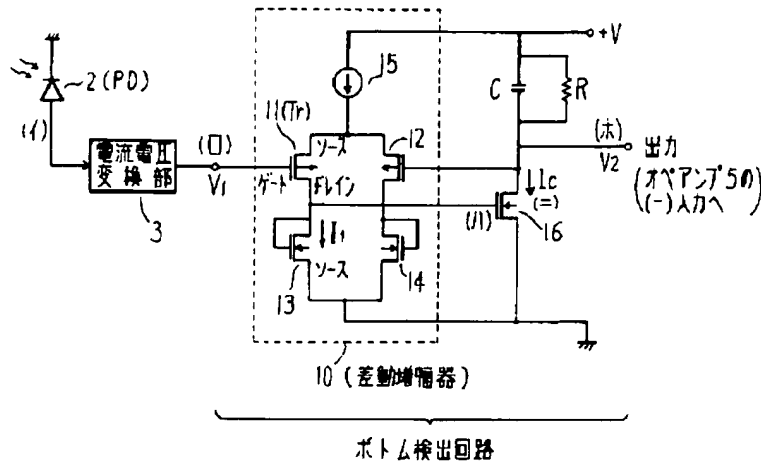 +V
15
2(PD)
C
R
(イ)
11(Tr)
12
(ロ)
ソース
(ホ)
出力
電流電圧
変換部
V1
ゲート
ドレイン
V2
(オペアンプ5の
(-)入力へ)
Ic
(ニ)
3
(ハ)
16
I1
ソース
13
14
10(差動増幅器)
ボトム検出回路